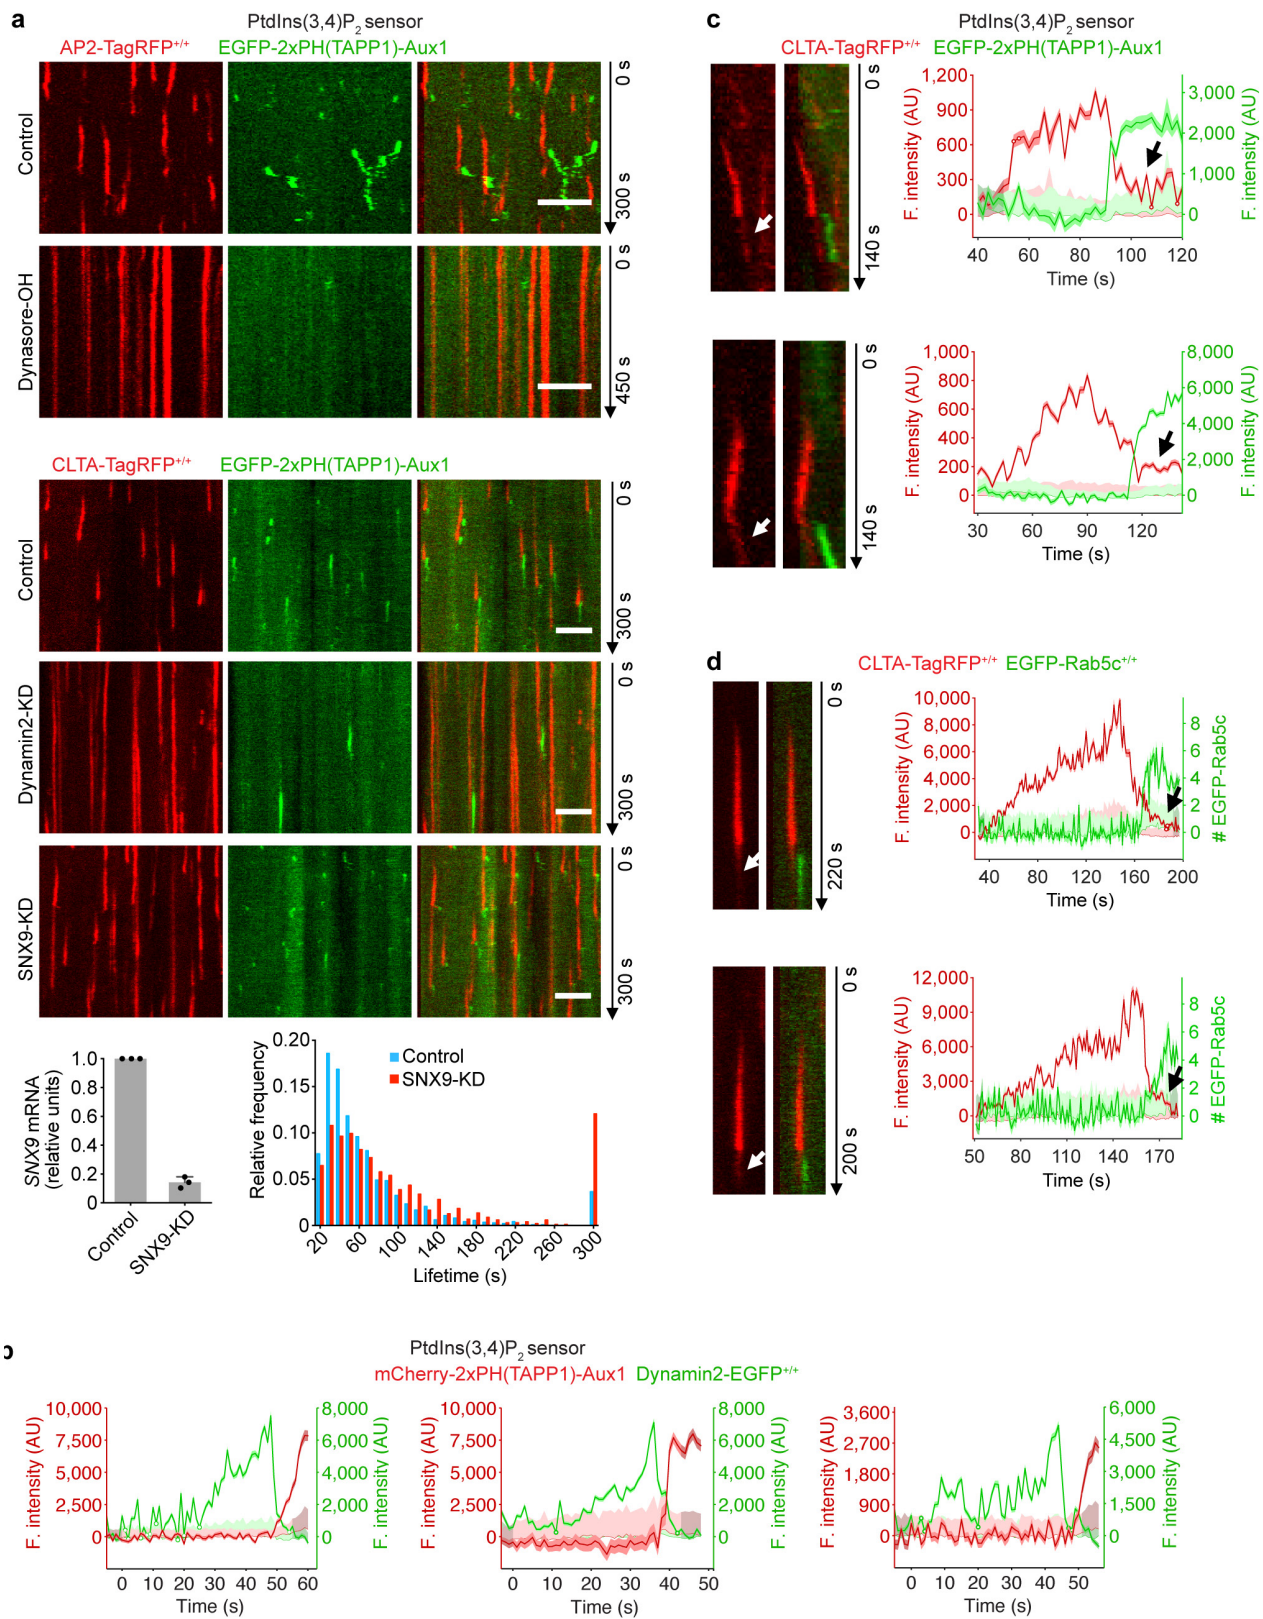 a
PtdIns(3,4)P2 sensor
AP2-TagRFP+/+ EGFP-2xPH(TAPP1)-Aux1
Control
0 s
300 s
Dynasore-OH
0 s
450 s
CLTA-TagRFP+/+ EGFP-2xPH(TAPP1)-Aux1
Control
0 s
300 s
Dynamin2-KD
0 s
300 s
SNX9-KD
0 s
300 s
SNX9 mRNA
(relative units)
1.0
0.8
0.6
0.4
0.2
0
Control
SNX9-KD
Relative frequency
0.20
0.15
0.10
0.05
0
Control
SNX9-KD
20 60 100 140 180 220 260 300
Lifetime (s)
b
PtdIns(3,4)P2 sensor
mCherry-2xPH(TAPP1)-Aux1 Dynamin2-EGFP+/+
F. intensity (AU)
10,000
7,500
5,000
2,500
0
8,000
6,000
4,000
2,000
0
F. intensity (AU)
0 10 20 30 40 50 60
Time (s)
F. intensity (AU)
10,000
7,500
5,000
2,500
0
8,000
6,000
4,000
2,000
0
F. intensity (AU)
0 10 20 30 40 50
Time (s)
F. intensity (AU)
3,600
2,700
1,800
900
0
6,000
4,500
3,000
1,500
0
F. intensity (AU)
0 10 20 30 40 50
Time (s)
c
PtdIns(3,4)P2 sensor
CLTA-TagRFP+/+ EGFP-2xPH(TAPP1)-Aux1
0 s
140 s
F. intensity (AU)
1,200
900
600
300
0
3,000
2,000
1,000
0
F. intensity (AU)
40 60 80 100 120
Time (s)
0 s
140 s
F. intensity (AU)
1,000
800
600
400
200
0
8,000
6,000
4,000
2,000
0
F. intensity (AU)
30 60 90 120
Time (s)
d
CLTA-TagRFP+/+ EGFP-Rab5c+/+
0 s
220 s
F. intensity (AU)
10,000
8,000
6,000
4,000
2,000
0
8
6
4
2
0
# EGFP-Rab5c
40 80 120 160 200
Time (s)
0 s
200 s
F. intensity (AU)
12,000
9,000
6,000
3,000
0
8
6
4
2
0
# EGFP-Rab5c
50 80 110 140 170
Time (s)